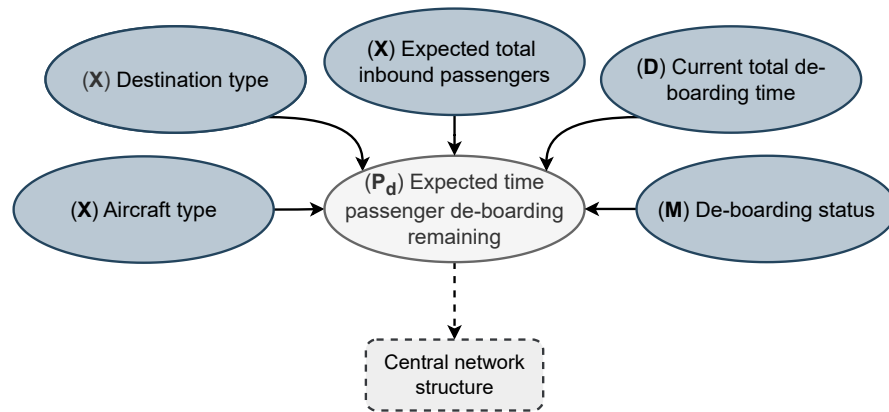 (X) Destination type
(X) Expected total
inbound passengers
(D) Current total de-
boarding time
(X) Aircraft type
(P_d) Expected time
passenger de-boarding
remaining
(M) De-boarding status
Central network
structure